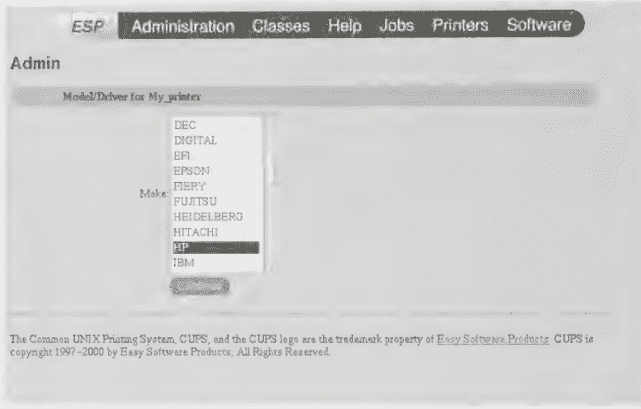 ESP Administration Classes Help Jobs Printers Software
Admin
Model/Driver for My_printer
DEC
DIGITAL
EFI
EPSON
Make: FIERY
FUJITSU
HEIDELBERG
HITACHI
HP
IBM
The Common UNIX Printing System, CUPS, and the CUPS logo are the trademark property of Easy Software Products CUPS is
copyright 1997-2000 by Easy Software Products, All Rights Reserved.